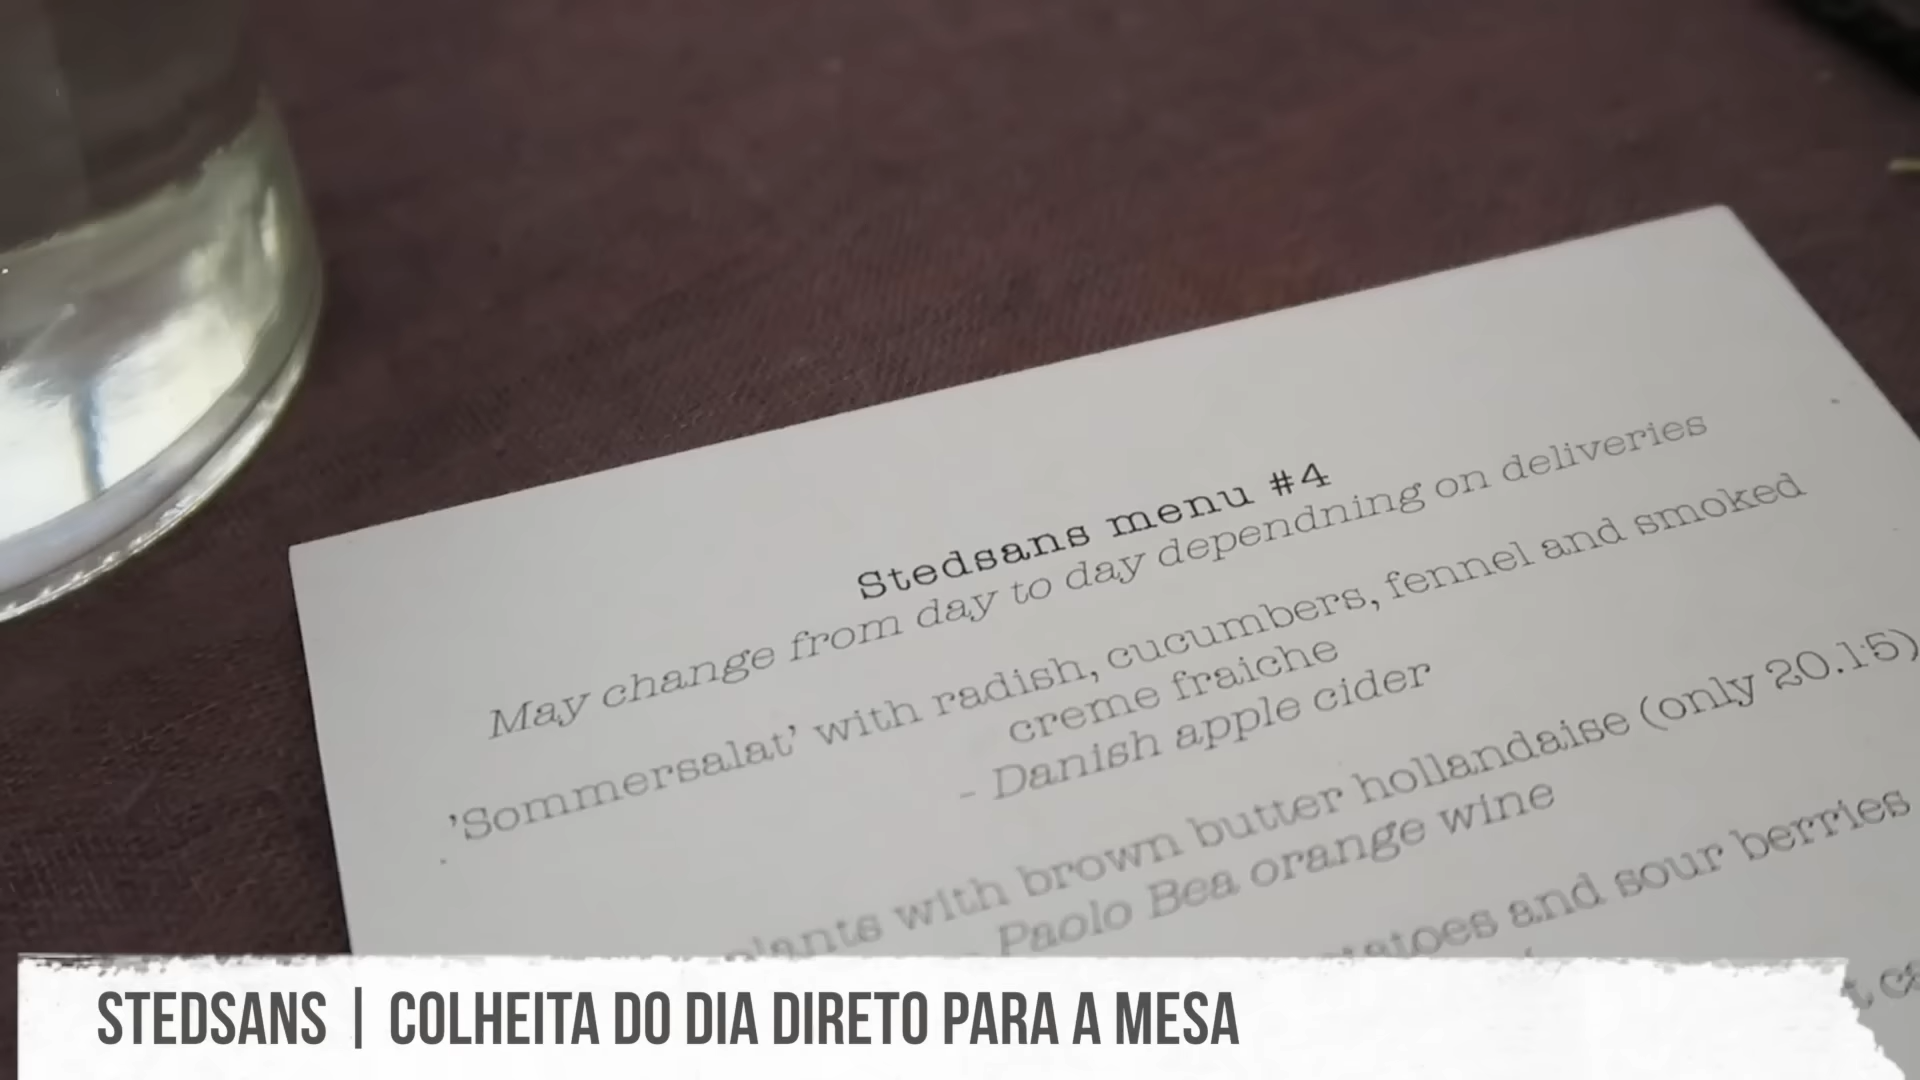 Stedsans menu #4
May change from day to day dependning on deliveries
'Sommersalat' with radish, cucumbers, fennel and smoked
creme fraiche
- Danish apple cider
with brown butter hollandaise (only 20.15)
- Paolo Bea orange wine
and sour berries
STEDSANS | COLHEITA DO DIA DIRETO PARA A MESA